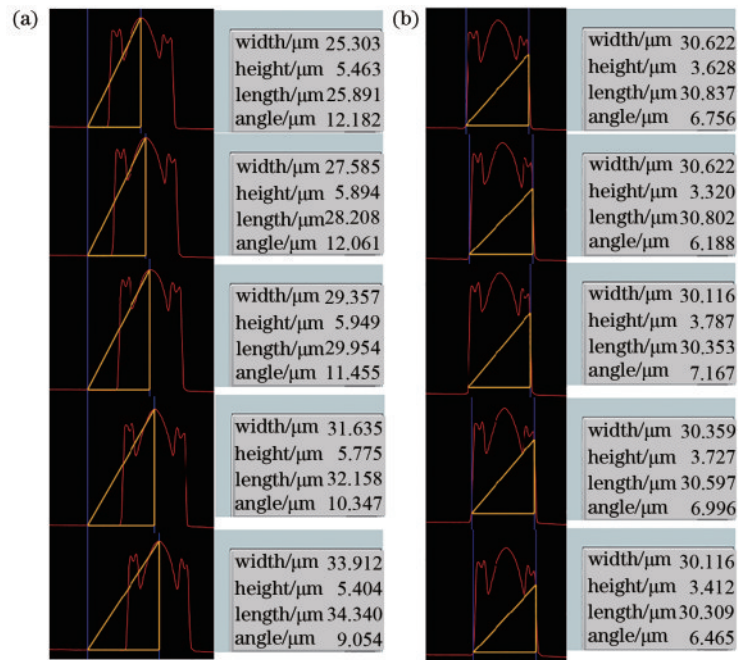 (a)
width/μm 25.303
height/μm 5.463
length/μm 25.891
angle/μm 12.182
width/μm 27.585
height/μm 5.894
length/μm 28.208
angle/μm 12.061
width/μm 29.357
height/μm 5.949
length/μm 29.954
angle/μm 11.455
width/μm 31.635
height/μm 5.775
length/μm 32.158
angle/μm 10.347
width/μm 33.912
height/μm 5.404
length/μm 34.340
angle/μm 9.054
(b)
width/μm 30.622
height/μm 3.628
length/μm 30.837
angle/μm 6.756
width/μm 30.622
height/μm 3.320
length/μm 30.802
angle/μm 6.188
width/μm 30.116
height/μm 3.787
length/μm 30.353
angle/μm 7.167
width/μm 30.359
height/μm 3.727
length/μm 30.597
angle/μm 6.996
width/μm 30.116
height/μm 3.412
length/μm 30.309
angle/μm 6.465